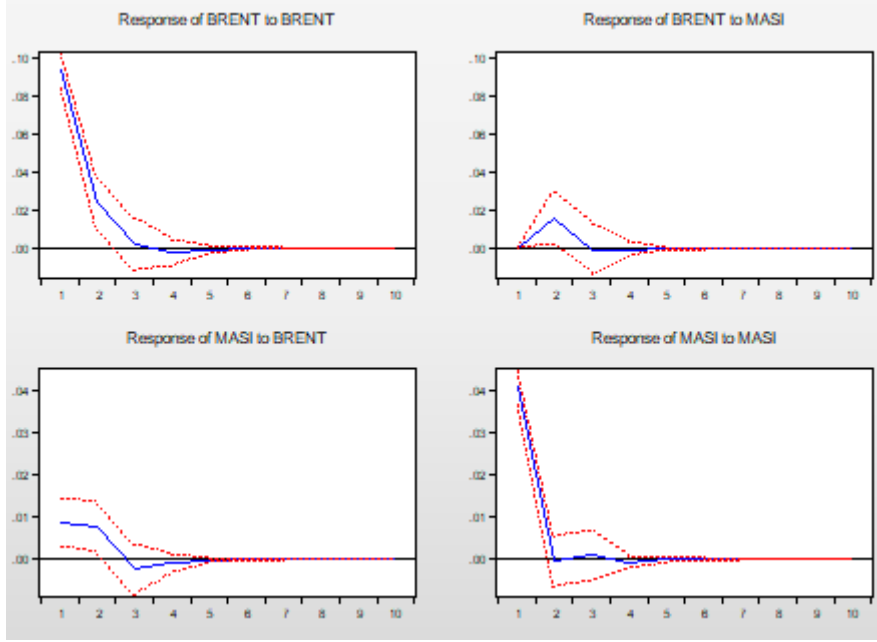 Response of BRENT to BRENT
Response of BRENT to MASI
.10
.08
.06
.04
.02
.00
1 2 3 4 5 6 7 8 9 10
.10
.08
.06
.04
.02
.00
1 2 3 4 5 6 7 8 9 10
Response of MASI to BRENT
Response of MASI to MASI
.04
.03
.02
.01
.00
1 2 3 4 5 6 7 8 9 10
.04
.03
.02
.01
.00
1 2 3 4 5 6 7 8 9 10